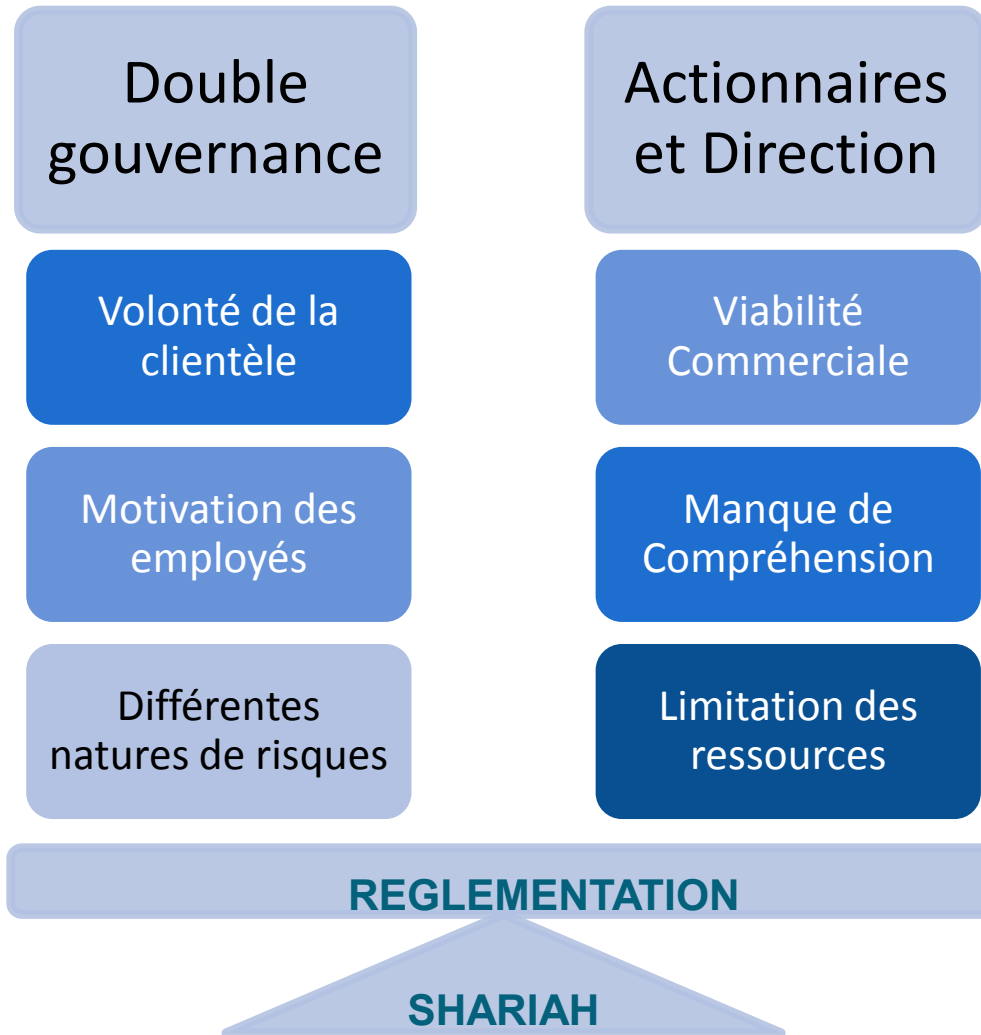 Double
gouvernance
Actionnaires
et Direction
Volonté de la
clientèle
Viabilité
Commerciale
Motivation des
employés
Manque de
Compréhension
Différentes
natures de risques
Limitation des
ressources
REGLEMENTATION
SHARIAH